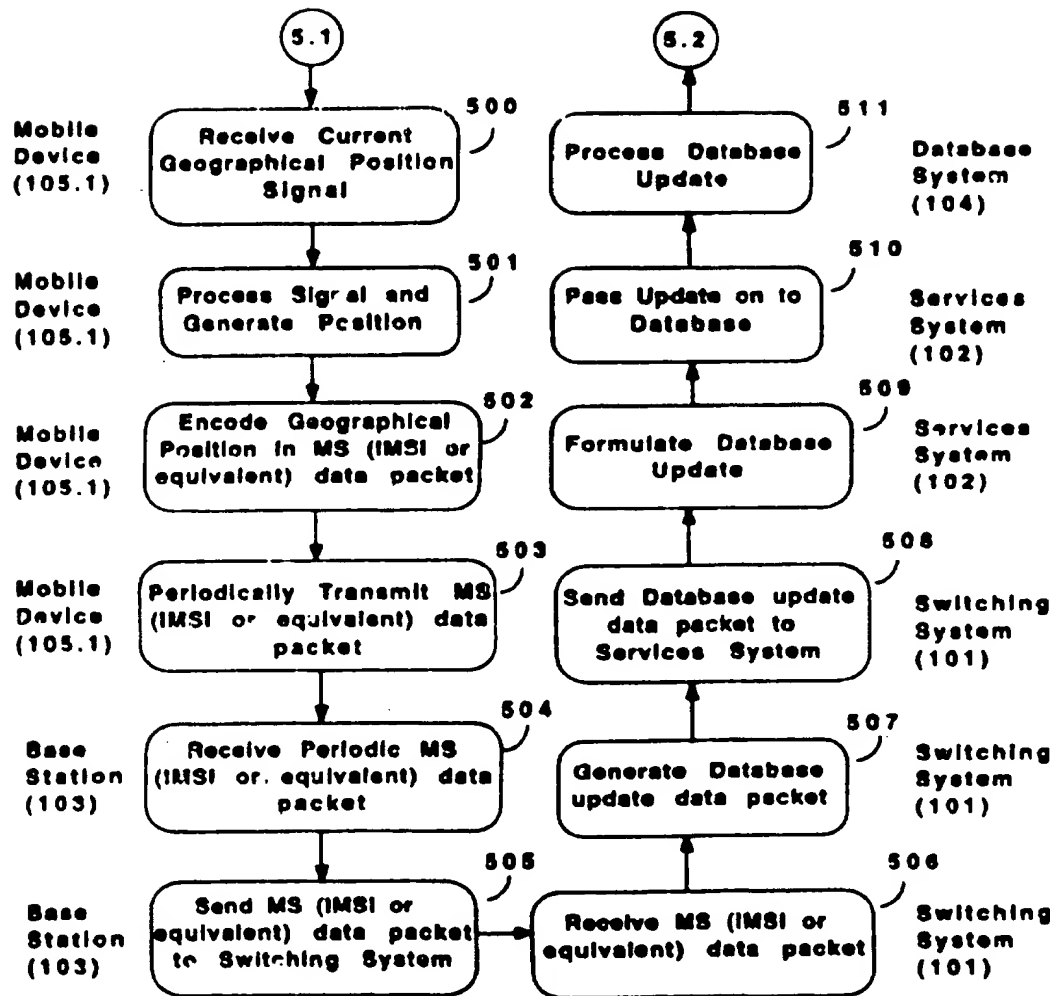 5.1
500
Mobile
Device
(105.1)
Receive Current
Geographical Position
Signal
501
Mobile
Device
(105.1)
Process Signal and
Generate Position
502
Mobile
Device
(105.1)
Encode Geographical
Position in MS (IMSI or
equivalent) data packet
503
Mobile
Device
(105.1)
Periodically Transmit MS
(IMSI or equivalent) data
packet
504
Base
Station
(103)
Receive Periodic MS
(IMSI or equivalent) data
packet
505
Base
Station
(103)
Send MS (IMSI or
equivalent) data packet
to Switching System
506
Receive MS (IMSI or
equivalent) data packet
Switching
System
(101)
507
Generate Database
update data packet
Switching
System
(101)
508
Send Database update
data packet to
Services System
Switching
System
(101)
509
Formulate Database
Update
Services
System
(102)
510
Pass Update on to
Database
Services
System
(102)
511
Process Database
Update
Database
System
(104)
5.2